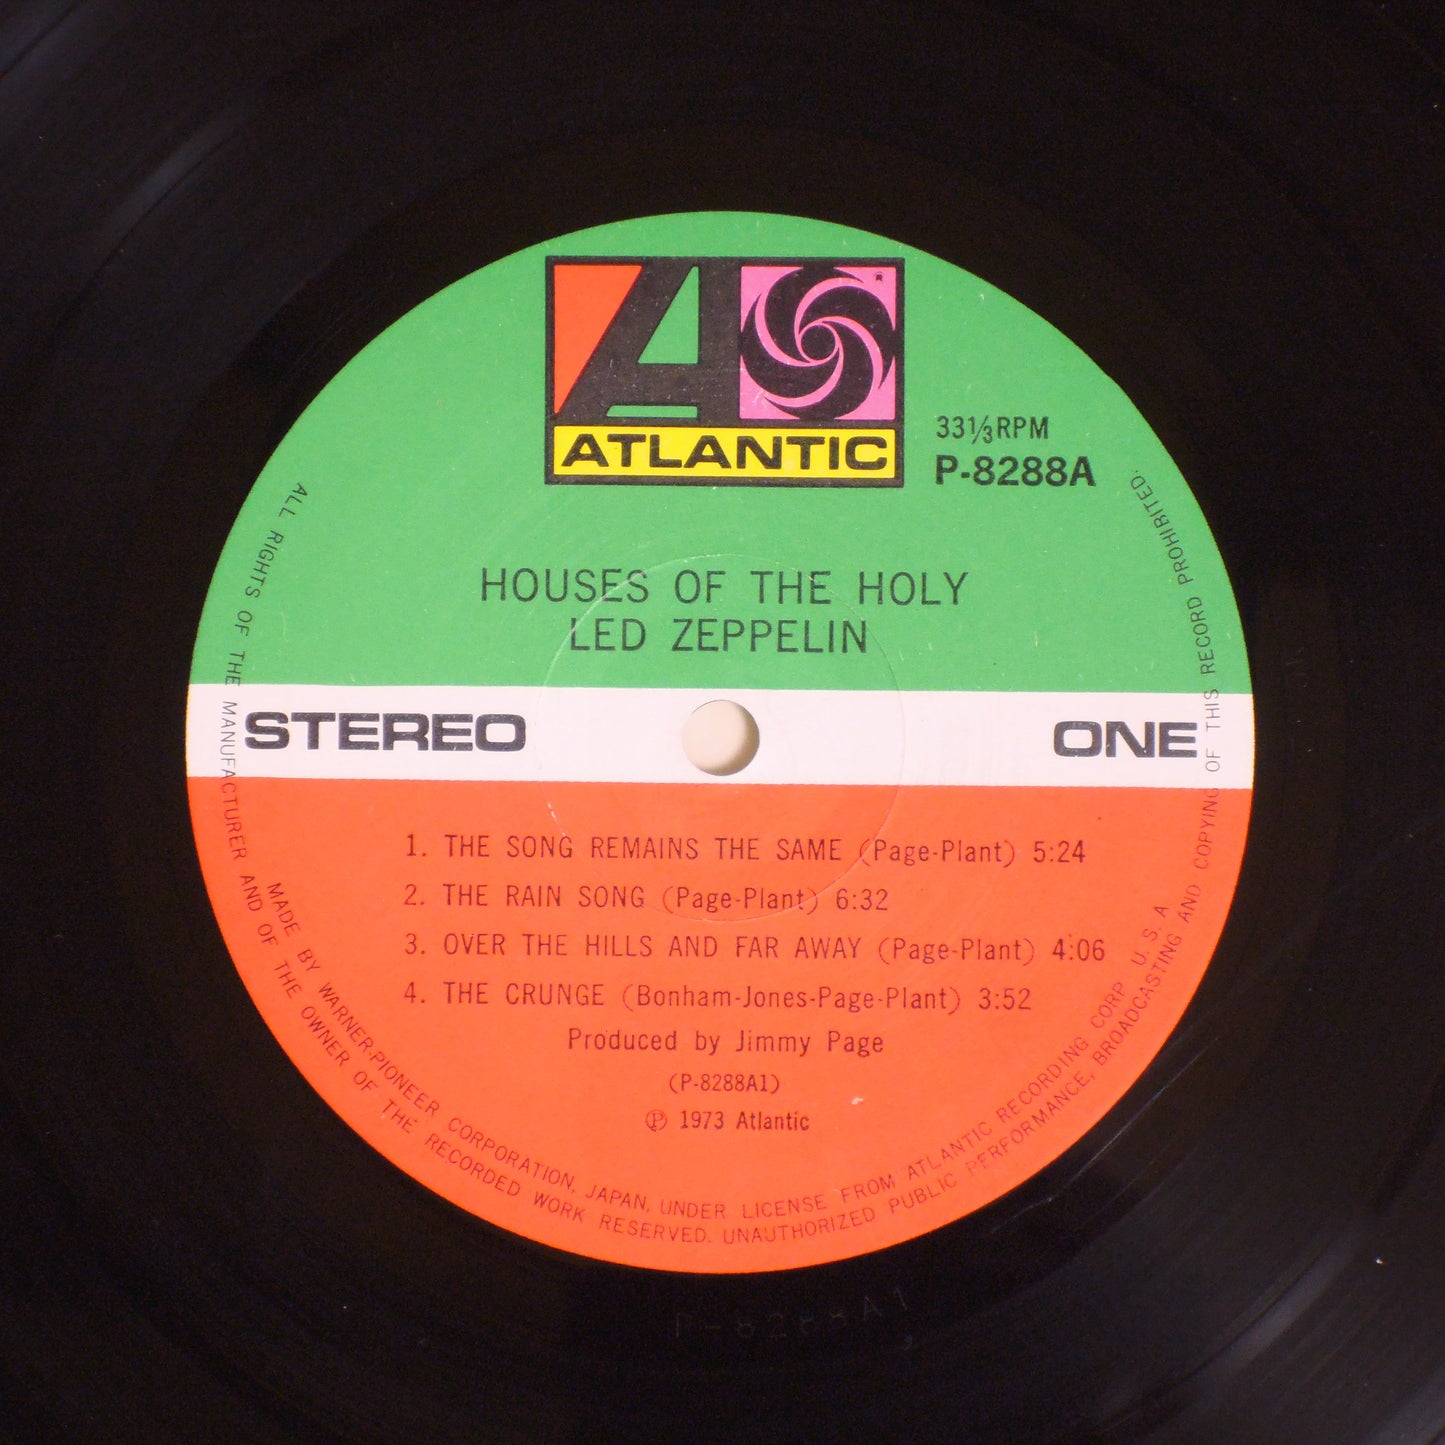 ATLANTIC
®
33⅓RPM
P-8288A
HOUSES OF THE HOLY
LED ZEPPELIN
STEREO
ONE
1. THE SONG REMAINS THE SAME (Page-Plant) 5:24
2. THE RAIN SONG (Page-Plant) 6:32
3. OVER THE HILLS AND FAR AWAY (Page-Plant) 4:06
4. THE CRUNGE (Bonham-Jones-Page-Plant) 3:52
Produced by Jimmy Page
(P-8288A1)
℗ 1973 Atlantic
MADE BY WARNER-PIONEER CORPORATION, JAPAN, UNDER LICENSE FROM ATLANTIC RECORDING CORP. U. S. A
ALL RIGHTS OF THE MANUFACTURER AND OF THE OWNER OF THE RECORDED WORK RESERVED. UNAUTHORIZED PUBLIC PERFORMANCE, BROADCASTING AND COPYING OF THIS RECORD PROHIBITED.
P-8288A1